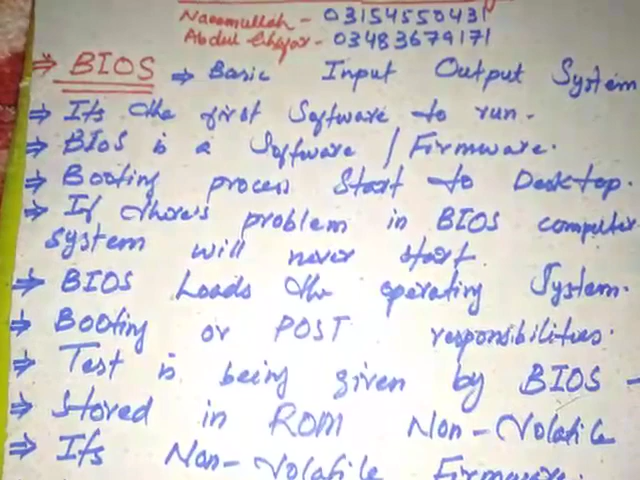 Naeemullah - 03154550431
Abdul Ghafar - 03483679171
⇒ BIOS ⇒ Basic Input Output System
⇒ Its the first Software to run.
⇒ BIOS is a Software / Firmware.
⇒ Booting process Start to Desktop.
⇒ If there's problem in BIOS computer
system will never start.
⇒ BIOS Loads the operating System.
⇒ Booting or POST responsibilities.
⇒ Test is being given by BIOS -
⇒ Stored in ROM Non-Volatile
⇒ Its Non-Volatile Firmware.